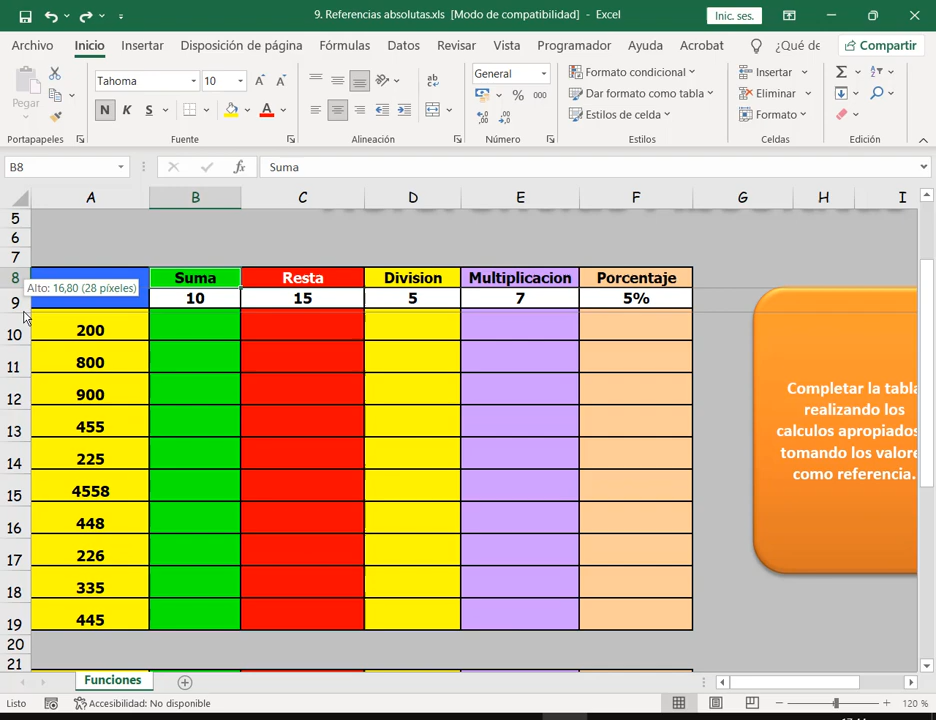 9. Referencias absolutas.xls [Modo de compatibilidad] - Excel
Inic. ses.
Archivo Inicio Insertar Disposición de página Fórmulas Datos Revisar Vista Programador Ayuda Acrobat ¿Qué de Compartir
Pegar
Tahoma 10
N K S
ab c
General
% 000
Formato condicional
Dar formato como tabla
Estilos de celda
Insertar
Eliminar
Formato
Portapapeles Fuente Alineación Número Estilos Celdas Edición
B8 fx Suma
A B C D E F G H I
5
6
7
8 Suma Resta Division Multiplicacion Porcentaje
Alto: 16,80 (28 píxeles)
9 10 15 5 7 5%
10 200
11 800
12 900
13 455
14 225
15 4558
16 448
17 226
18 335
19 445
20
21
Completar la tabla
realizando los
calculos apropiados
tomando los valore
como referencia.
Funciones
Listo Accesibilidad: No disponible 120 %